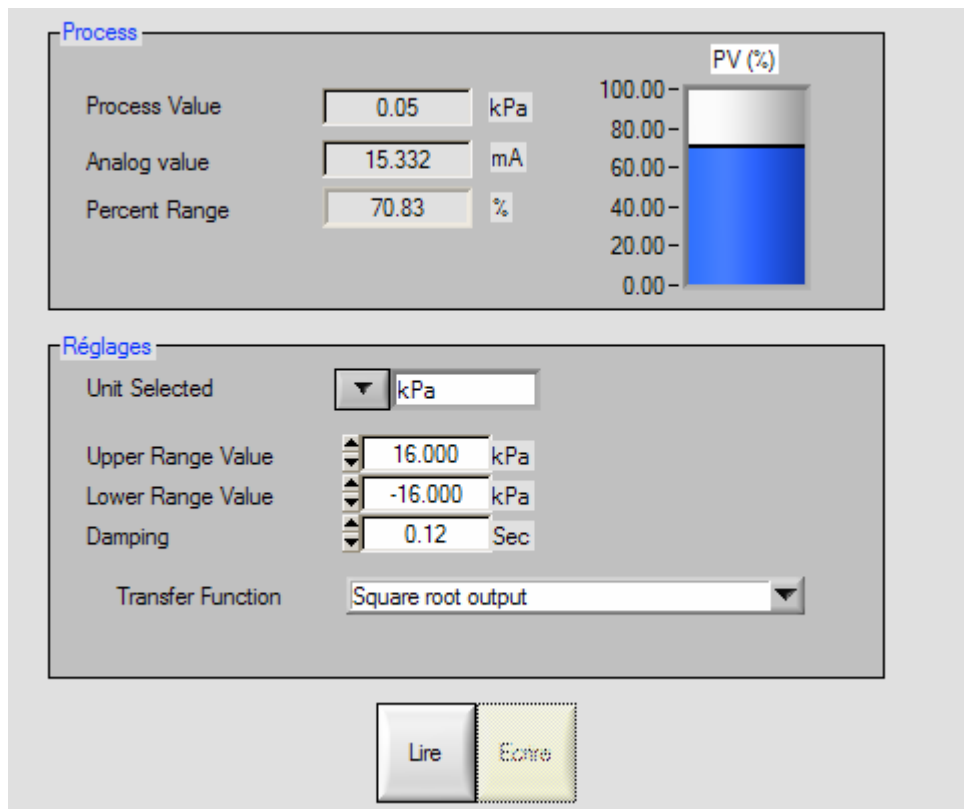 Process
PV (%)
Process Value 0.05 kPa
Analog value 15.332 mA
Percent Range 70.83 %
100.00
80.00
60.00
40.00
20.00
0.00
Réglages
Unit Selected kPa
Upper Range Value 16.000 kPa
Lower Range Value -16.000 kPa
Damping 0.12 Sec
Transfer Function Square root output
Lire Ecrire